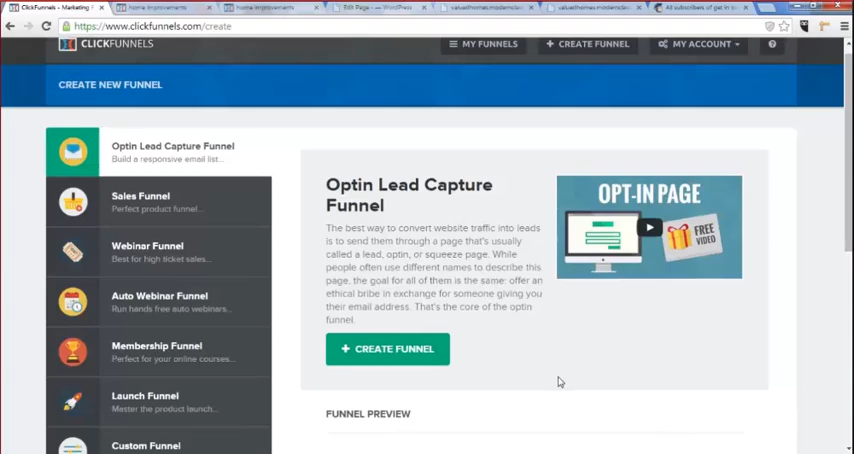 ClickFunnels - Marketing F
home improvements
home improvements
Edit Page ‹ — WordPress
valuedhomes.modernclas
valuedhomes.modernclas
All subscribers of get in so
https://www.clickfunnels.com/create
CLICKFUNNELS
MY FUNNELS
CREATE FUNNEL
MY ACCOUNT
CREATE NEW FUNNEL
Optin Lead Capture Funnel
Build a responsive email list...
Sales Funnel
Perfect product funnel...
Webinar Funnel
Best for high ticket sales...
Auto Webinar Funnel
Run hands free auto webinars...
Membership Funnel
Perfect for your online courses...
Launch Funnel
Master the product launch...
Custom Funnel
Optin Lead Capture
Funnel
The best way to convert website traffic into leads
is to send them through a page that's usually
called a lead, optin, or squeeze page. While
people often use different names to describe this
page, the goal for all of them is the same: offer an
ethical bribe in exchange for someone giving you
their email address. That's the core of the optin
funnel.
+ CREATE FUNNEL
OPT-IN PAGE
FREE
VIDEO
FUNNEL PREVIEW